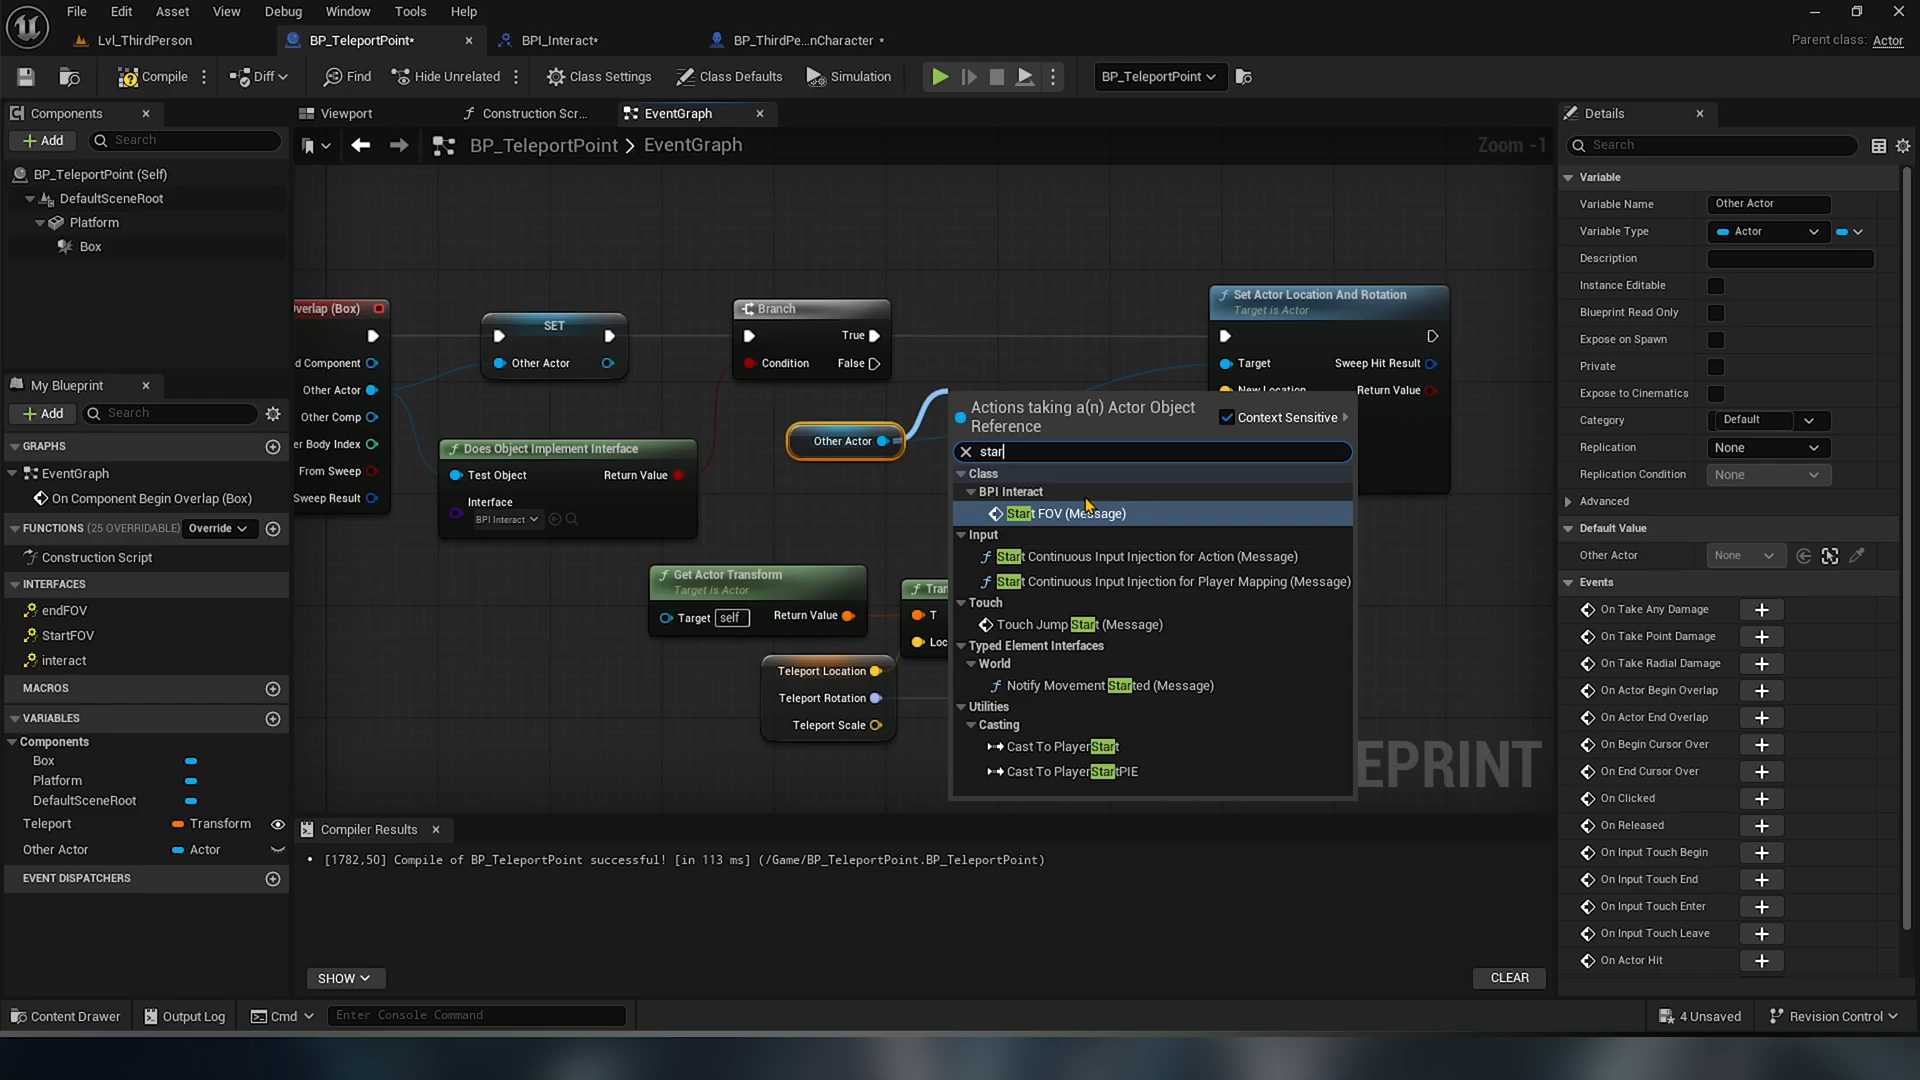 File Edit Asset View Debug Window Tools Help
Lvl_ThirdPerson
BP_TeleportPoint*
BPI_Interact*
BP_ThirdPe...nCharacter *
Parent class: Actor
Compile
Diff
Find
Hide Unrelated
Class Settings
Class Defaults
Simulation
BP_TeleportPoint
Components
Add
Search
BP_TeleportPoint (Self)
DefaultSceneRoot
Platform
Box
My Blueprint
Add
Search
GRAPHS
EventGraph
On Component Begin Overlap (Box)
FUNCTIONS (25 OVERRIDABLE) Override
Construction Script
INTERFACES
endFOV
StartFOV
interact
MACROS
VARIABLES
Components
Box
Platform
DefaultSceneRoot
Teleport Transform
Other Actor Actor
EVENT DISPATCHERS
Viewport
Construction Scr...
EventGraph
BP_TeleportPoint > EventGraph
Zoom -1
verlap (Box)
d Component
Other Actor
Other Comp
er Body Index
From Sweep
Sweep Result
SET
Other Actor
Branch
True
Condition False
Does Object Implement Interface
Test Object Return Value
Interface
BPI Interact
Other Actor
Get Actor Transform
Target is Actor
Target self Return Value
Tran
T
Loc
Teleport Location
Teleport Rotation
Teleport Scale
Set Actor Location And Rotation
Target is Actor
Target Sweep Hit Result
New Location Return Value
Actions taking a(n) Actor Object
Reference
Context Sensitive
star
Class
BPI Interact
Start FOV (Message)
Input
Start Continuous Input Injection for Action (Message)
Start Continuous Input Injection for Player Mapping (Message)
Touch
Touch Jump Start (Message)
Typed Element Interfaces
World
Notify Movement Started (Message)
Utilities
Casting
Cast To PlayerStart
Cast To PlayerStartPIE
EPRINT
Compiler Results
• [1782,50] Compile of BP_TeleportPoint successful! [in 113 ms] (/Game/BP_TeleportPoint.BP_TeleportPoint)
SHOW
CLEAR
Details
Search
Variable
Variable Name Other Actor
Variable Type Actor
Description
Instance Editable
Blueprint Read Only
Expose on Spawn
Private
Expose to Cinematics
Category Default
Replication None
Replication Condition None
Advanced
Default Value
Other Actor None
Events
On Take Any Damage
On Take Point Damage
On Take Radial Damage
On Actor Begin Overlap
On Actor End Overlap
On Begin Cursor Over
On End Cursor Over
On Clicked
On Released
On Input Touch Begin
On Input Touch End
On Input Touch Enter
On Input Touch Leave
On Actor Hit
Content Drawer
Output Log
Cmd
Enter Console Command
4 Unsaved
Revision Control